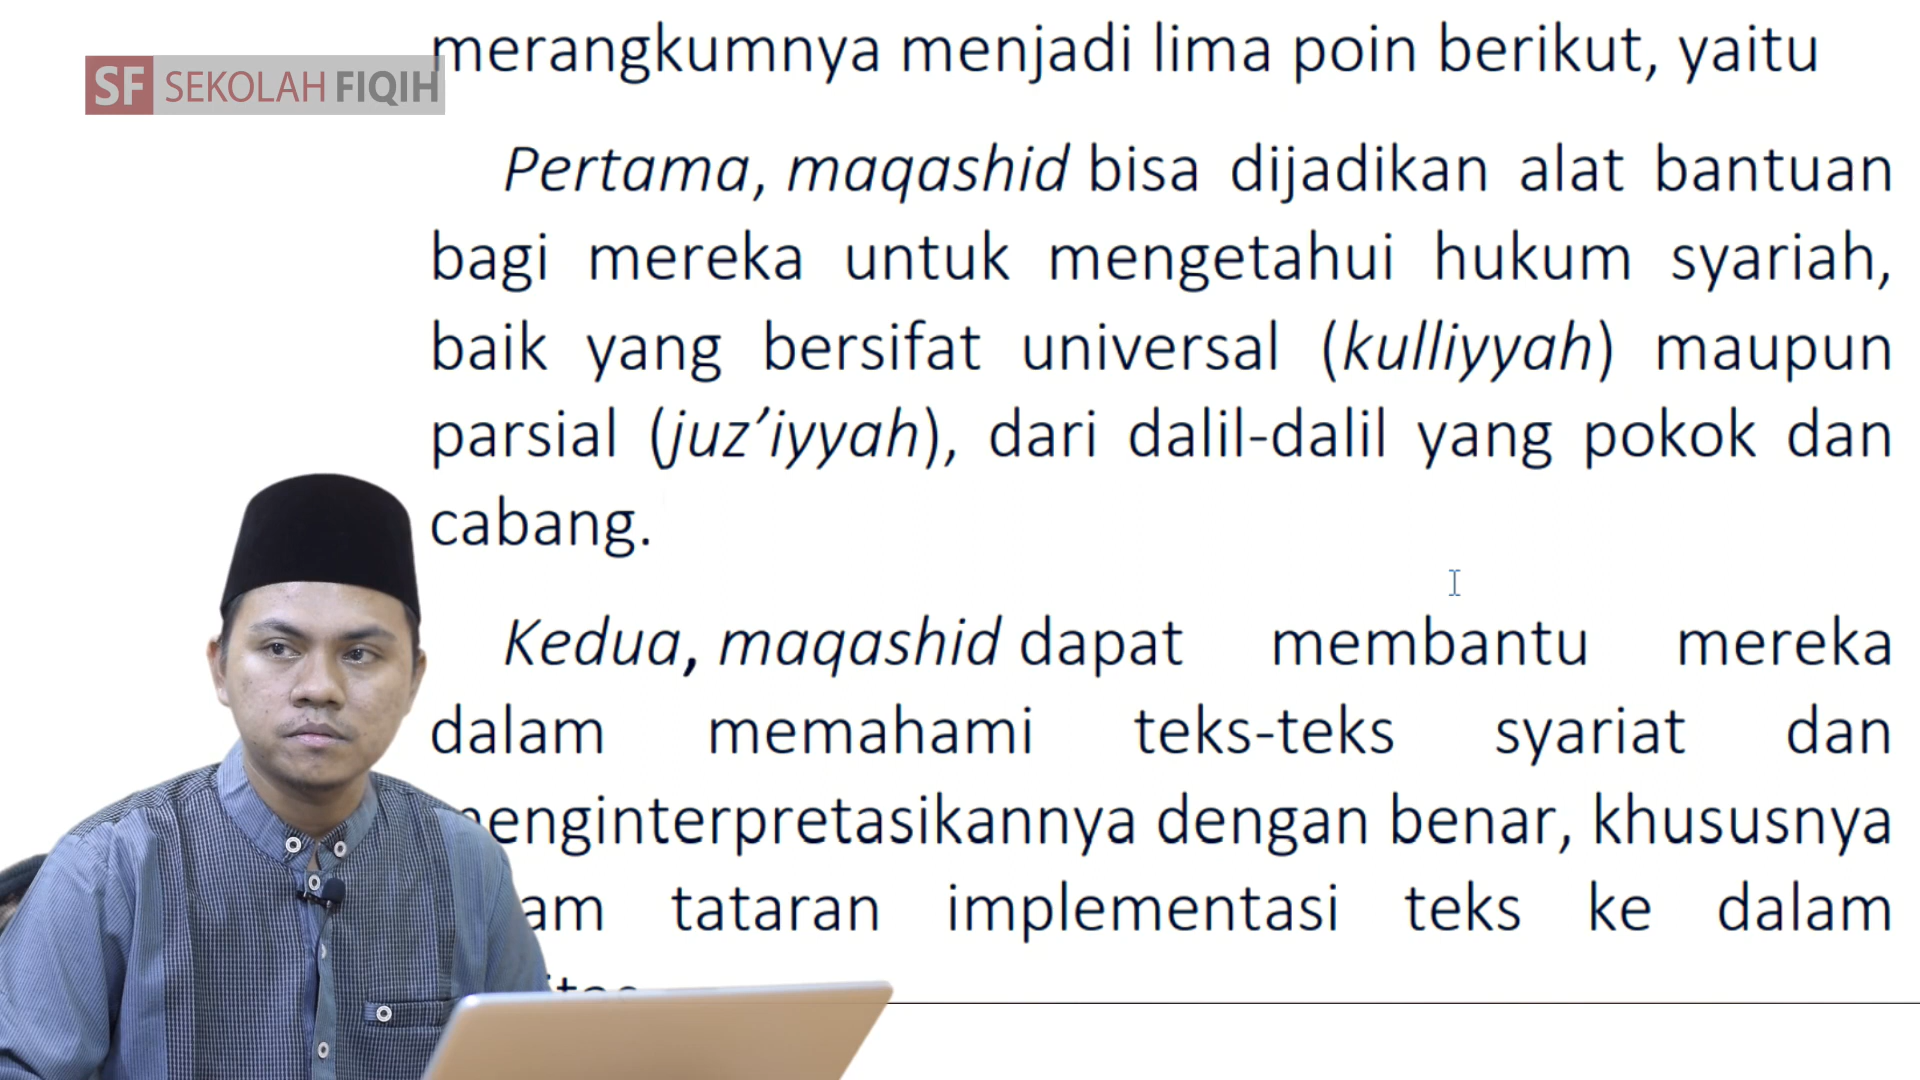 merangkumnya menjadi lima poin berikut, yaitu
SF SEKOLAH FIQIH
Pertama, maqashid bisa dijadikan alat bantuan
bagi mereka untuk mengetahui hukum syariah,
baik yang bersifat universal (kulliyyah) maupun
parsial (juz’iyyah), dari dalil-dalil yang pokok dan
cabang.
Kedua, maqashid dapat membantu mereka
dalam memahami teks-teks syariat dan
menginterpretasikannya dengan benar, khususnya
tataran implementasi teks ke dalam